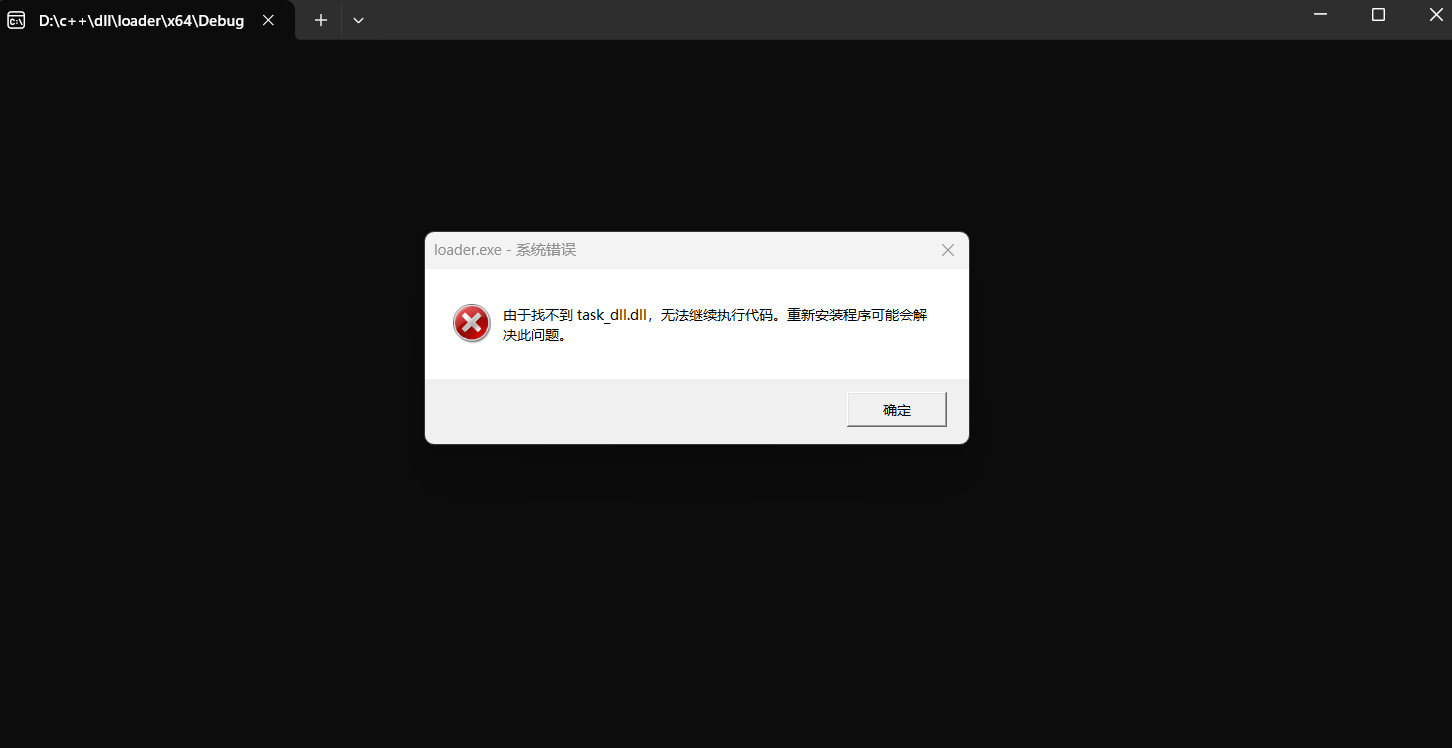 D:\c++\dll\loader\x64\Debug
loader.exe - 系统错误
由于找不到 task_dll.dll，无法继续执行代码。重新安装程序可能会解
决此问题。
确定